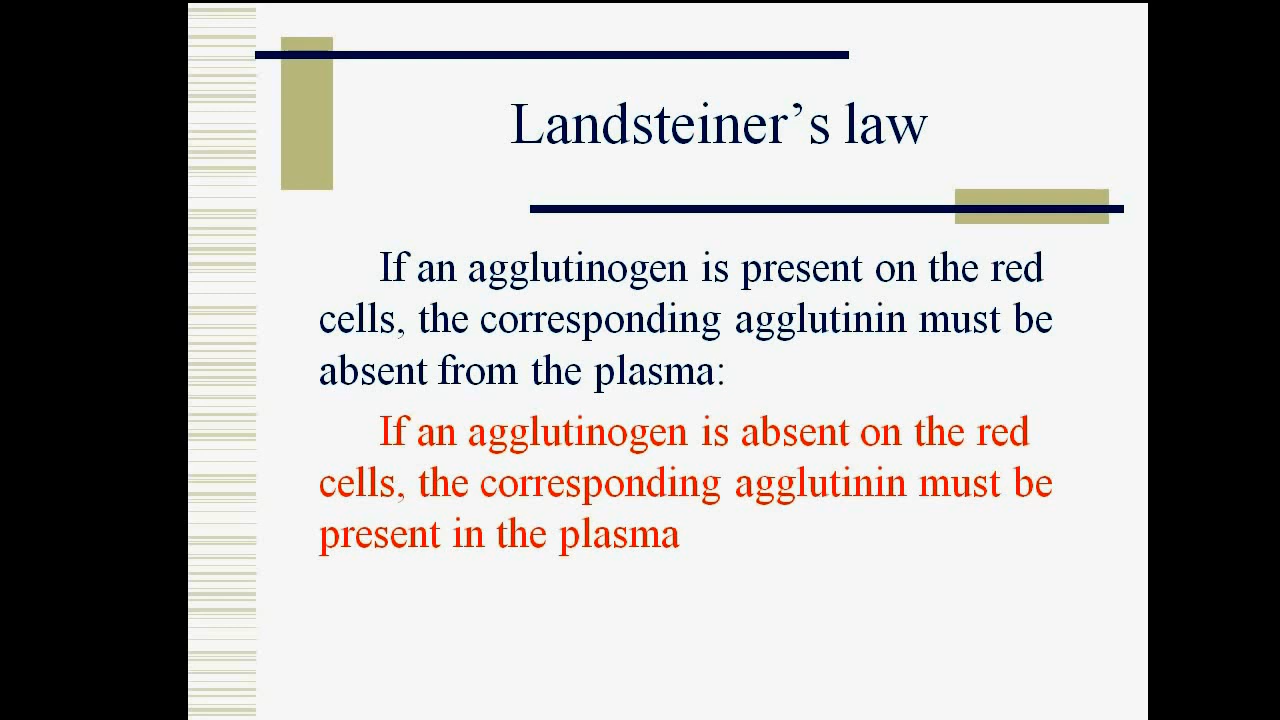 Landsteiner’s law
If an agglutinogen is present on the red
cells, the corresponding agglutinin must be
absent from the plasma:
If an agglutinogen is absent on the red
cells, the corresponding agglutinin must be
present in the plasma